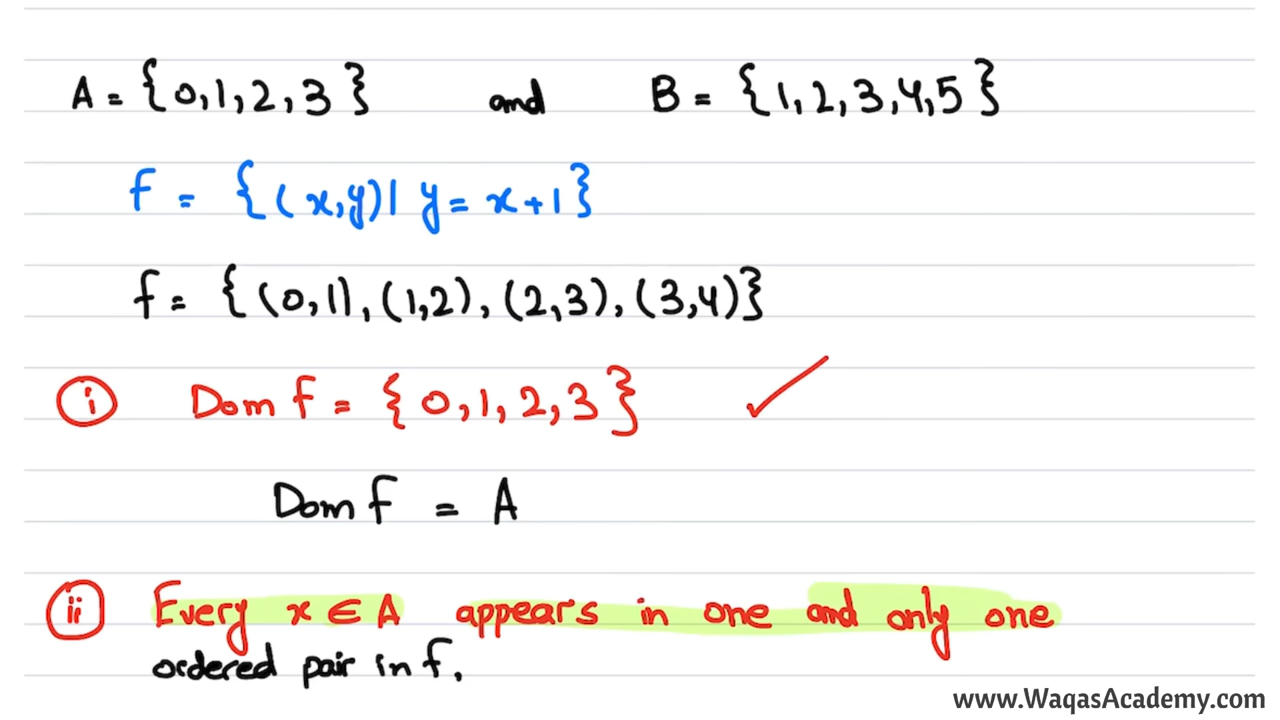 A = {0,1,2,3} and B = {1,2,3,4,5}
f = {(x,y)| y = x+1}
f = {(0,1),(1,2),(2,3),(3,4)}
i Dom f = {0,1,2,3} ✓
Dom f = A
ii Every x ∈ A appears in one and only one
ordered pair in f.
www.WaqasAcademy.com